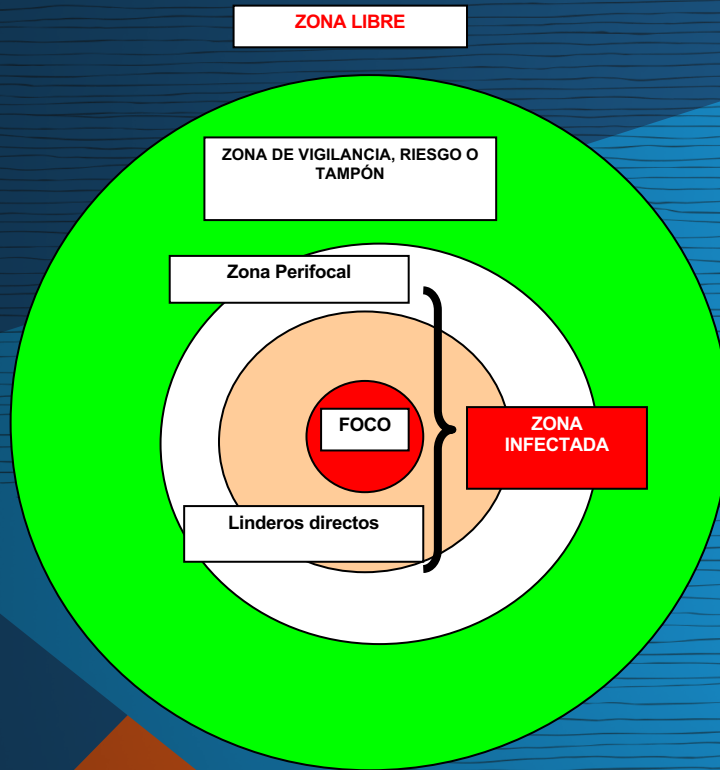 ZONA LIBRE
ZONA DE VIGILANCIA, RIESGO O
TAMPÓN
Zona Perifocal
FOCO
ZONA
INFECTADA
Linderos directos